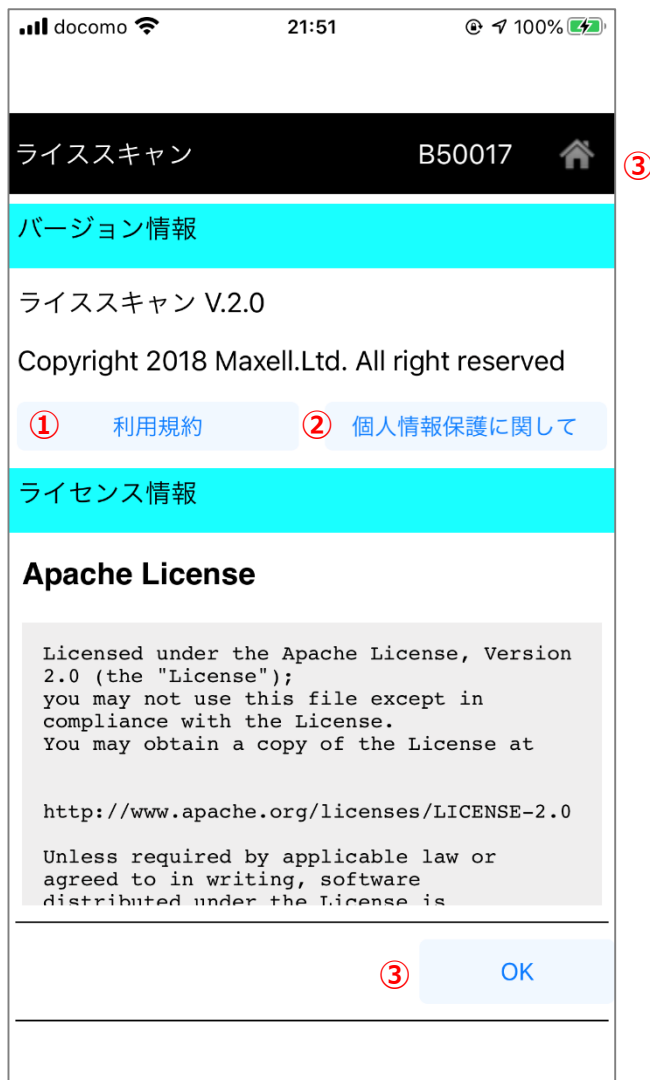 docomo 21:51 100%
ライススキャン B50017 ③
バージョン情報
ライススキャン V.2.0
Copyright 2018 Maxell.Ltd. All right reserved
① 利用規約 ② 個人情報保護に関して
ライセンス情報
Apache License
Licensed under the Apache License, Version
2.0 (the "License");
you may not use this file except in
compliance with the License.
You may obtain a copy of the License at
http://www.apache.org/licenses/LICENSE-2.0
Unless required by applicable law or
agreed to in writing, software
distributed under the License is
③ OK